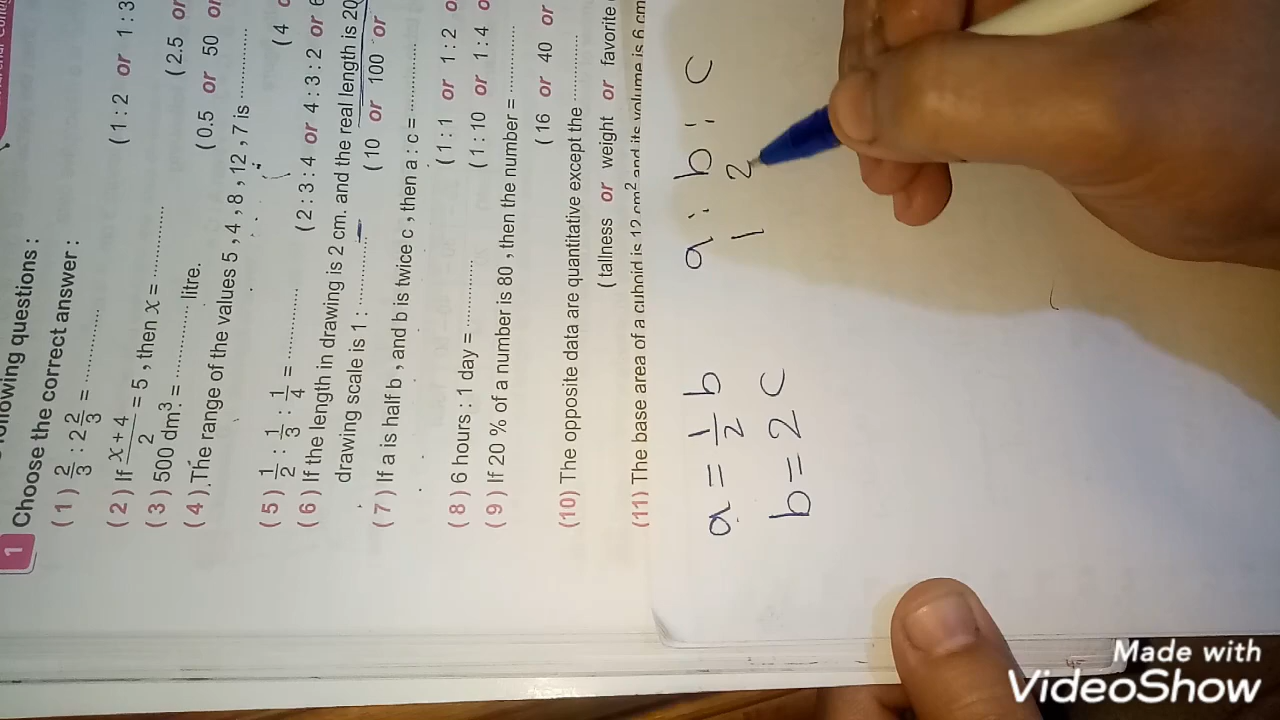 1 Choose the correct answer :
(1) 2/3 : 2 2/3 = ............ (1 : 2 or 1 : 3
(2) If x + 4 / 2 = 5 , then x = ............ (2.5 or
(3) 500 dm³. = ............ litre. (0.5 or 50 or
(4) The range of the values 5 , 4 , 8 , 12 , 7 is ............
(4
(5) 1/2 : 1/3 : 1/4 = ............ (2 : 3 : 4 or 4 : 3 : 2 or 6
(6) If the length in drawing is 2 cm. and the real length is 20
drawing scale is 1 : ............ (10 or 100 or
(7) If a is half b , and b is twice c , then a : c = ............
(1 : 1 or 1 : 2
(8) 6 hours : 1 day = ............ (1 : 10 or 1 : 4
(9) If 20 % of a number is 80 , then the number = ............
(16 or 40 or
(10) The opposite data are quantitative except the ............
(tallness or weight or favorite
(11) The base area of a cuboid is 12 cm² and its volume is 6 cm
a = 1/2 b a : b : c
b = 2 c 1 2
Made with
VideoShow